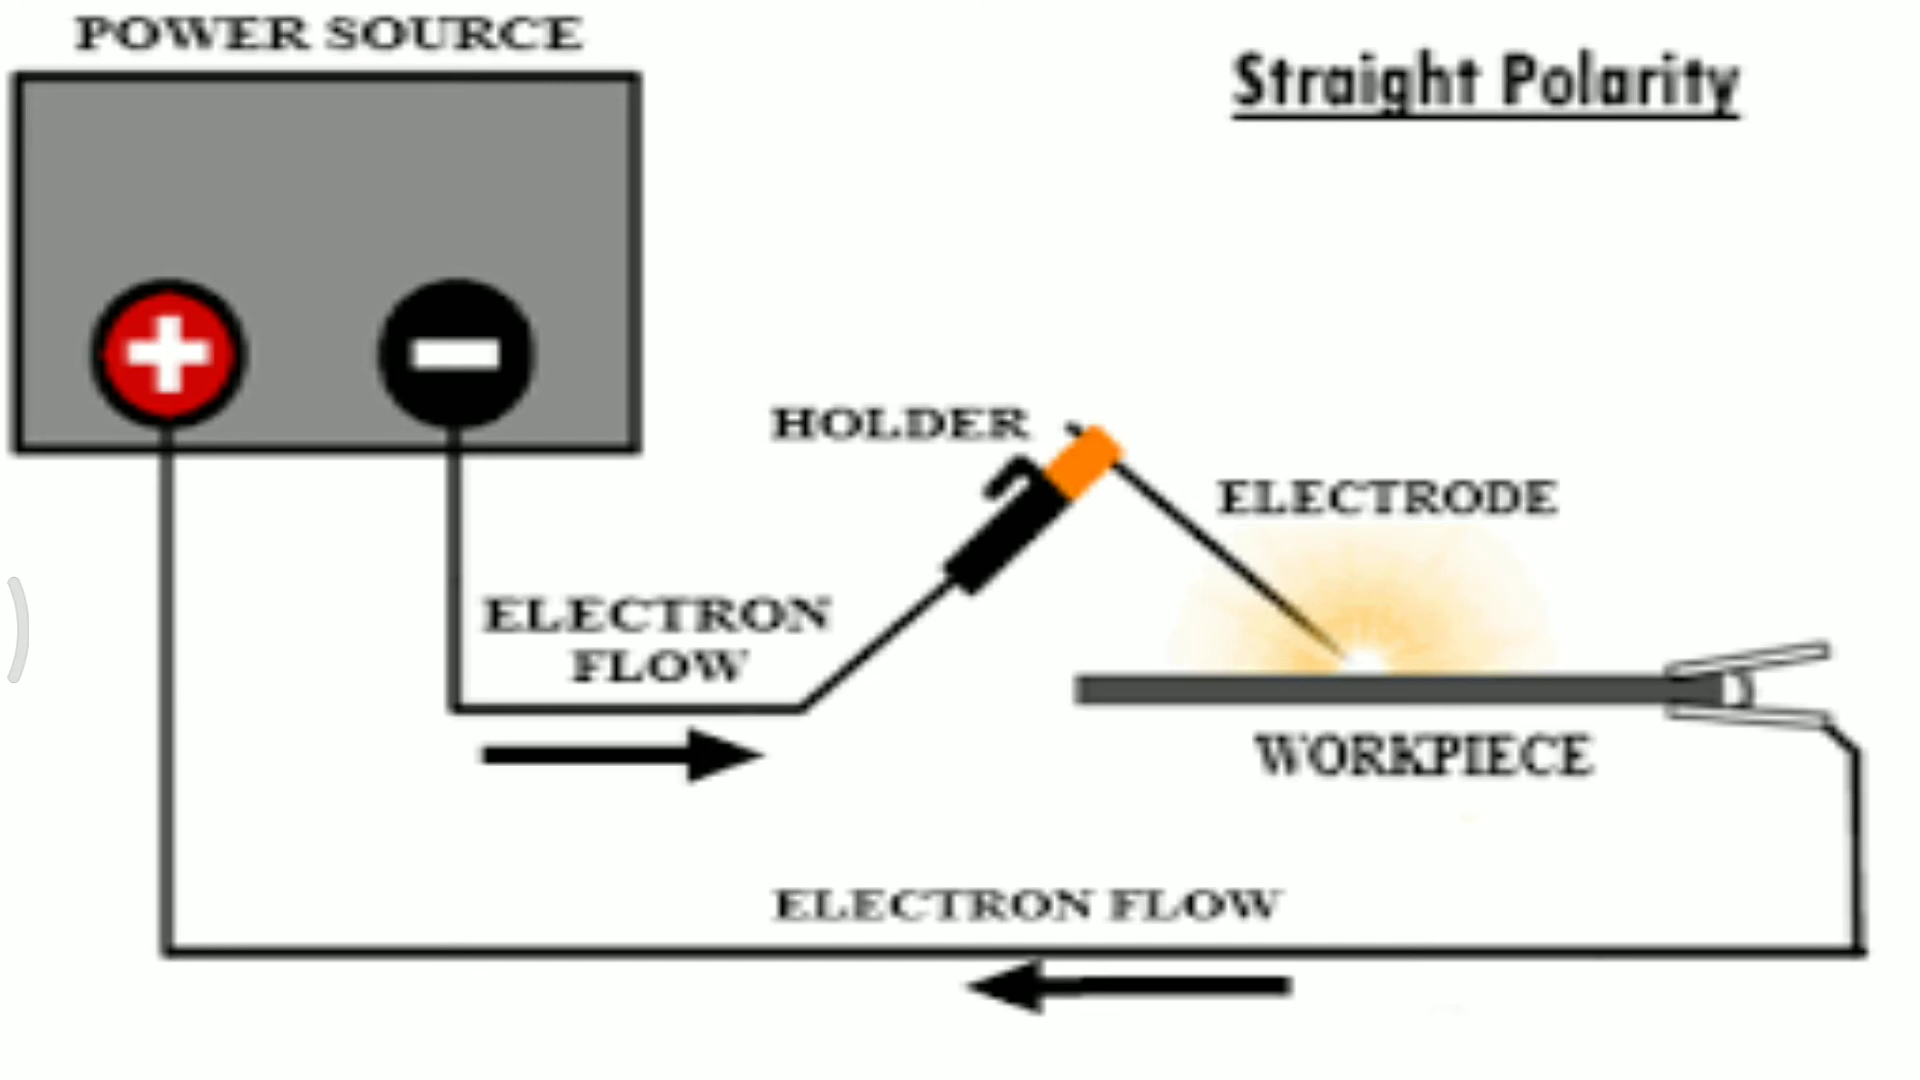 POWER SOURCE
Straight Polarity
HOLDER
ELECTRODE
ELECTRON
FLOW
WORKPIECE
ELECTRON FLOW